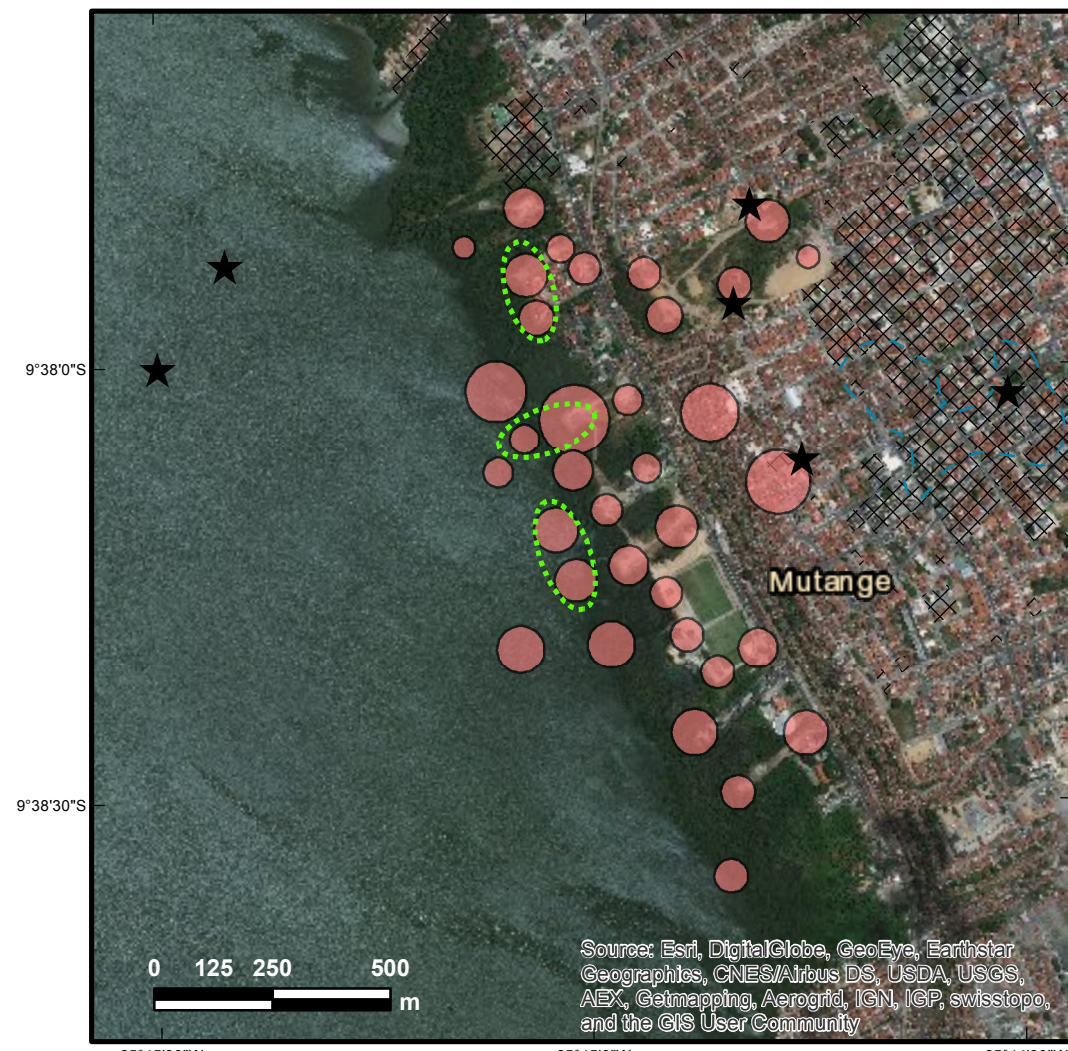 9°38'0"S
Mutange
9°38'30"S
0 125 250 500
m
Source: Esri, DigitalGlobe, GeoEye, Earthstar
Geographics, CNES/Airbus DS, USDA, USGS,
AEX, Getmapping, Aerogrid, IGN, IGP, swisstopo,
and the GIS User Community